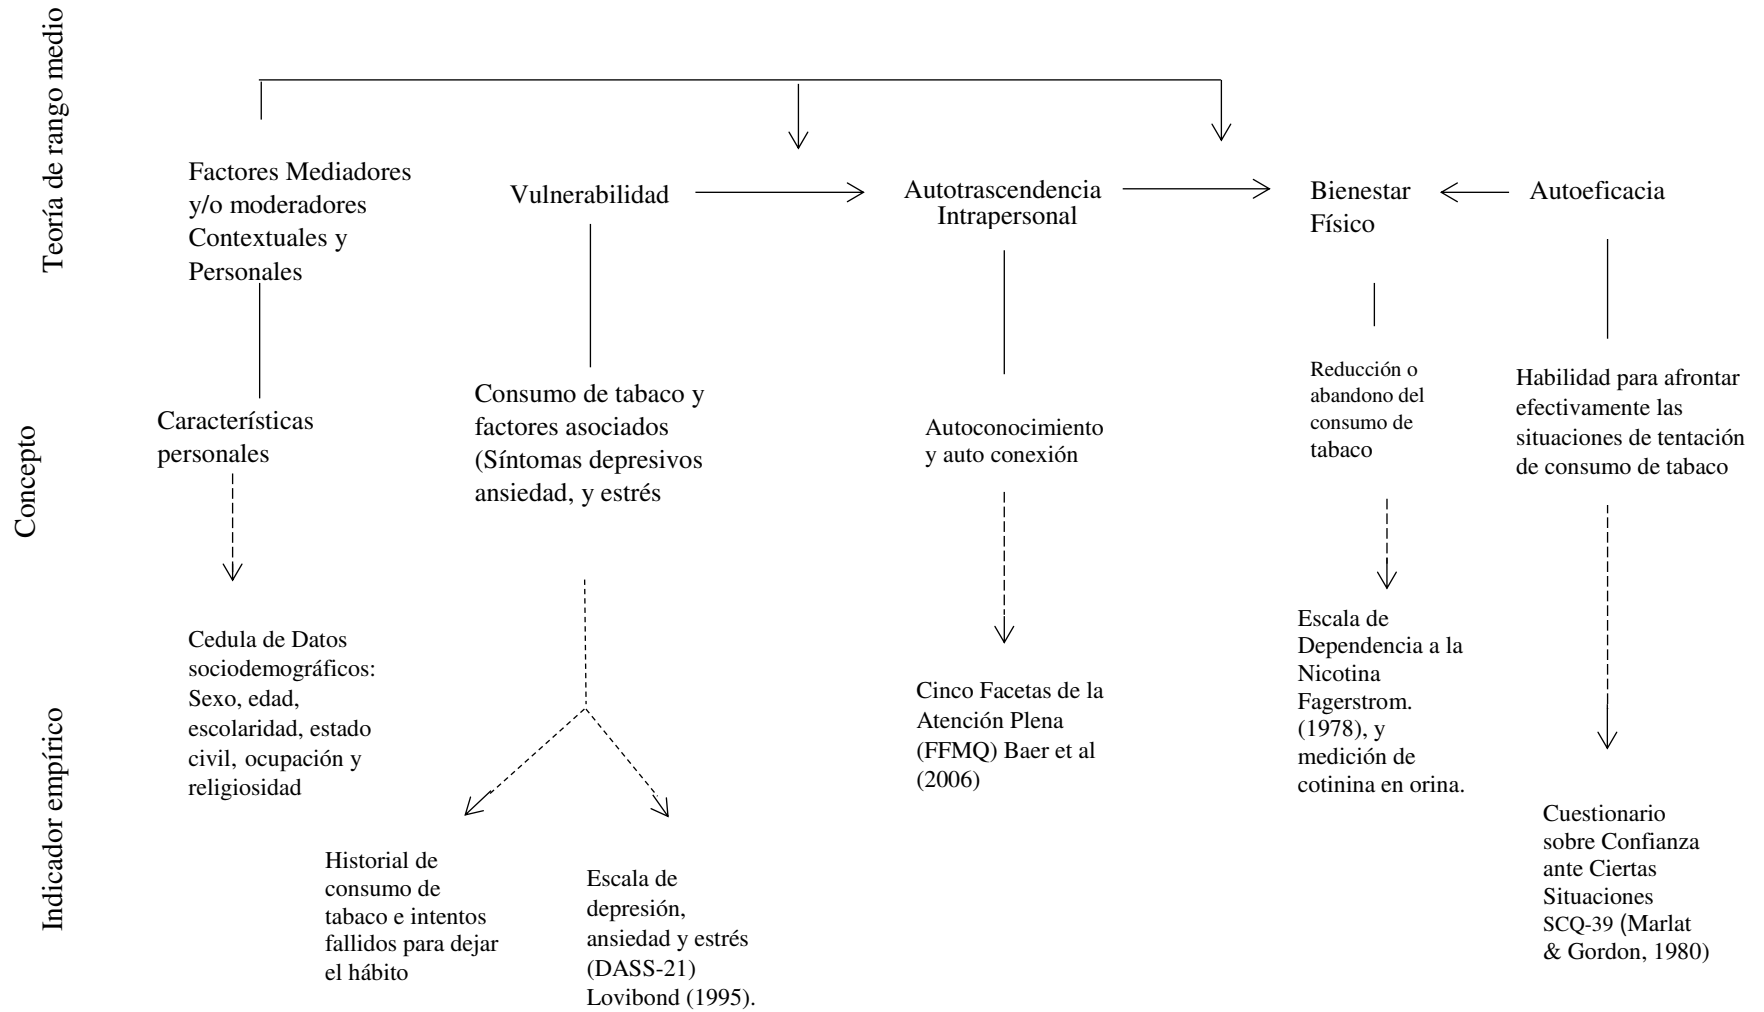 Teoría de rango medio
Factores Mediadores
y/o moderadores
Contextuales y
Personales
Vulnerabilidad
Autotrascendencia
Intrapersonal
Bienestar
Físico
Autoeficacia
Concepto
Características
personales
Consumo de tabaco y
factores asociados
(Síntomas depresivos
ansiedad, y estrés
Autoconocimiento
y auto conexión
Reducción o
abandono del
consumo de
tabaco
Habilidad para afrontar
efectivamente las
situaciones de tentación
de consumo de tabaco
Indicador empírico
Cedula de Datos
sociodemográficos:
Sexo, edad,
escolaridad, estado
civil, ocupación y
religiosidad
Historial de
consumo de
tabaco e intentos
fallidos para dejar
el hábito
Escala de
depresión,
ansiedad y estrés
(DASS-21)
Lovibond (1995).
Cinco Facetas de la
Atención Plena
(FFMQ) Baer et al
(2006)
Escala de
Dependencia a la
Nicotina
Fagerstrom.
(1978), y
medición de
cotinina en orina.
Cuestionario
sobre Confianza
ante Ciertas
Situaciones
SCQ-39 (Marlat
& Gordon, 1980)